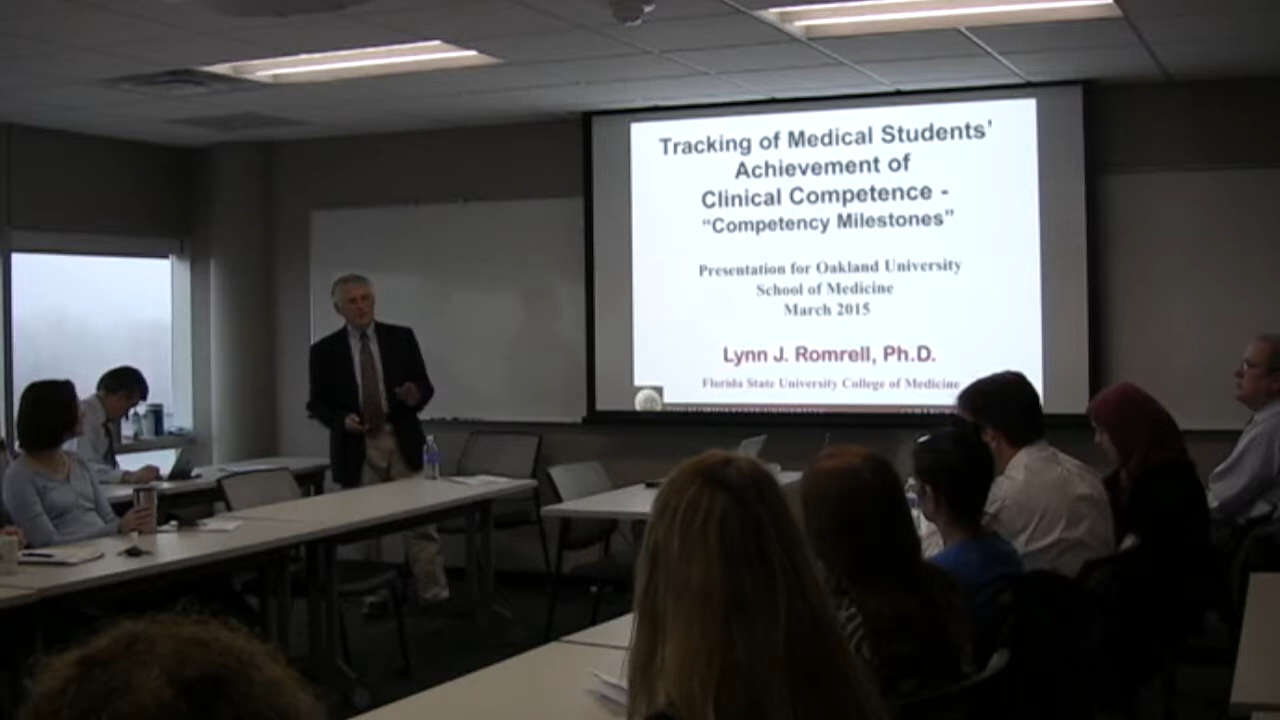 Tracking of Medical Students'
Achievement of
Clinical Competence -
“Competency Milestones”
Presentation for Oakland University
School of Medicine
March 2015
Lynn J. Romrell, Ph.D.
Florida State University College of Medicine